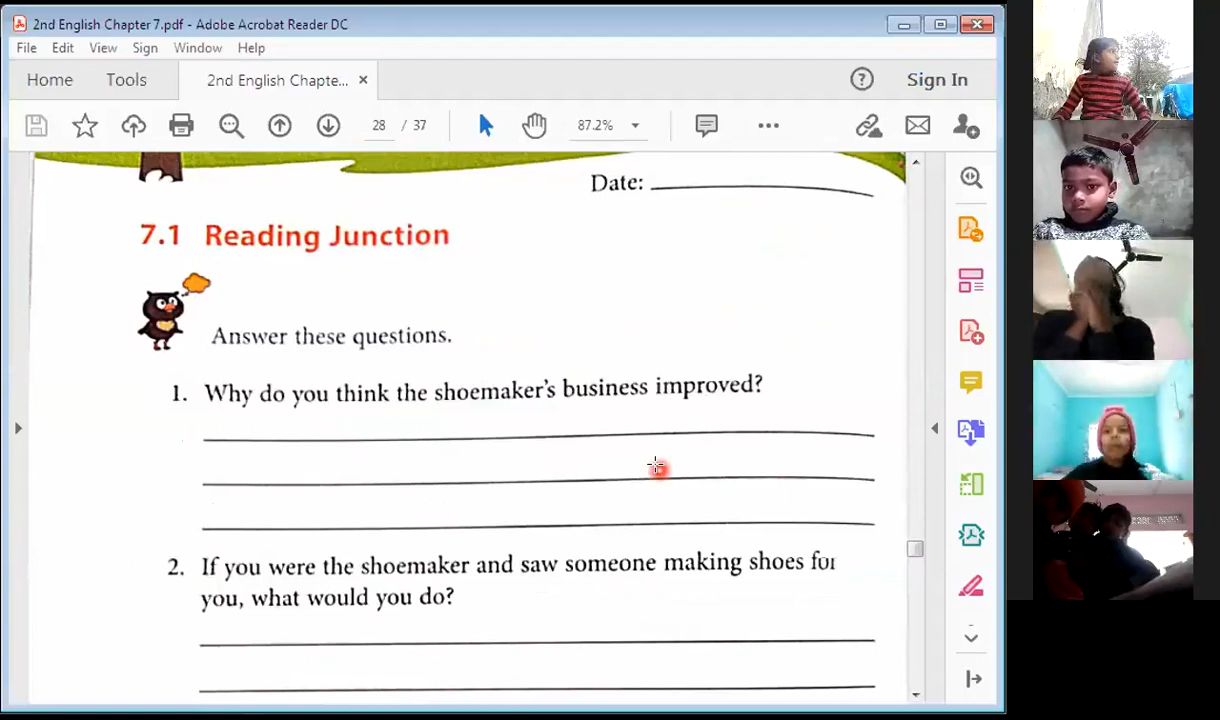 2nd English Chapter 7.pdf - Adobe Acrobat Reader DC
File Edit View Sign Window Help
Home Tools 2nd English Chapte... Sign In
28 / 37 87.2%
Date:
7.1 Reading Junction
Answer these questions.
1. Why do you think the shoemaker's business improved?
2. If you were the shoemaker and saw someone making shoes for
you, what would you do?